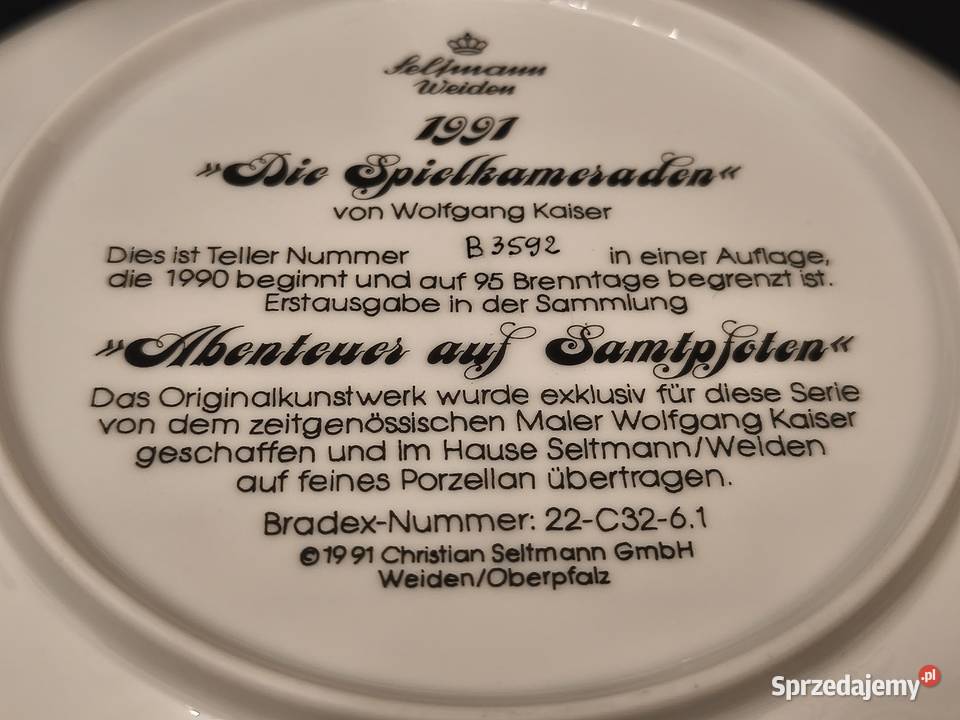 Seltmann
Weiden
1991
»Die Spielkameraden«
von Wolfgang Kaiser
Dies ist Teller Nummer B 3592 in einer Auflage,
die 1990 beginnt und auf 95 Brenntage begrenzt ist.
Erstausgabe in der Sammlung
»Abenteuer auf Samtpfoten«
Das Originalkunstwerk wurde exklusiv für diese Serie
von dem zeitgenössischen Maler Wolfgang Kaiser
geschaffen und im Hause Seltmann/Weiden
auf feines Porzellan übertragen.
Bradex-Nummer: 22-C32-6.1
©1991 Christian Seltmann GmbH
Weiden/Oberpfalz
Sprzedajemy.pl